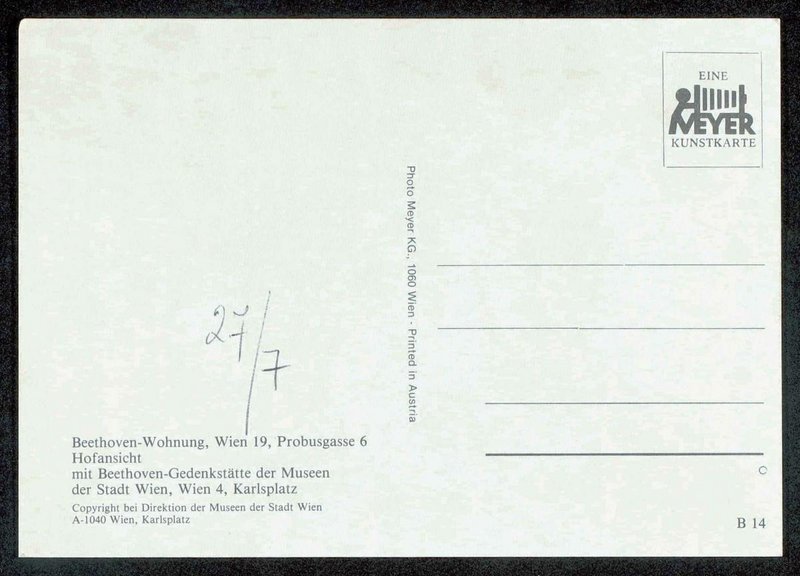 EINE
MEYER
KUNSTKARTE
Photo Meyer KG., 1060 Wien · Printed in Austria
27/7
Beethoven-Wohnung, Wien 19, Probusgasse 6
Hofansicht
mit Beethoven-Gedenkstätte der Museen
der Stadt Wien, Wien 4, Karlsplatz
Copyright bei Direktion der Museen der Stadt Wien
A-1040 Wien, Karlsplatz
B 14